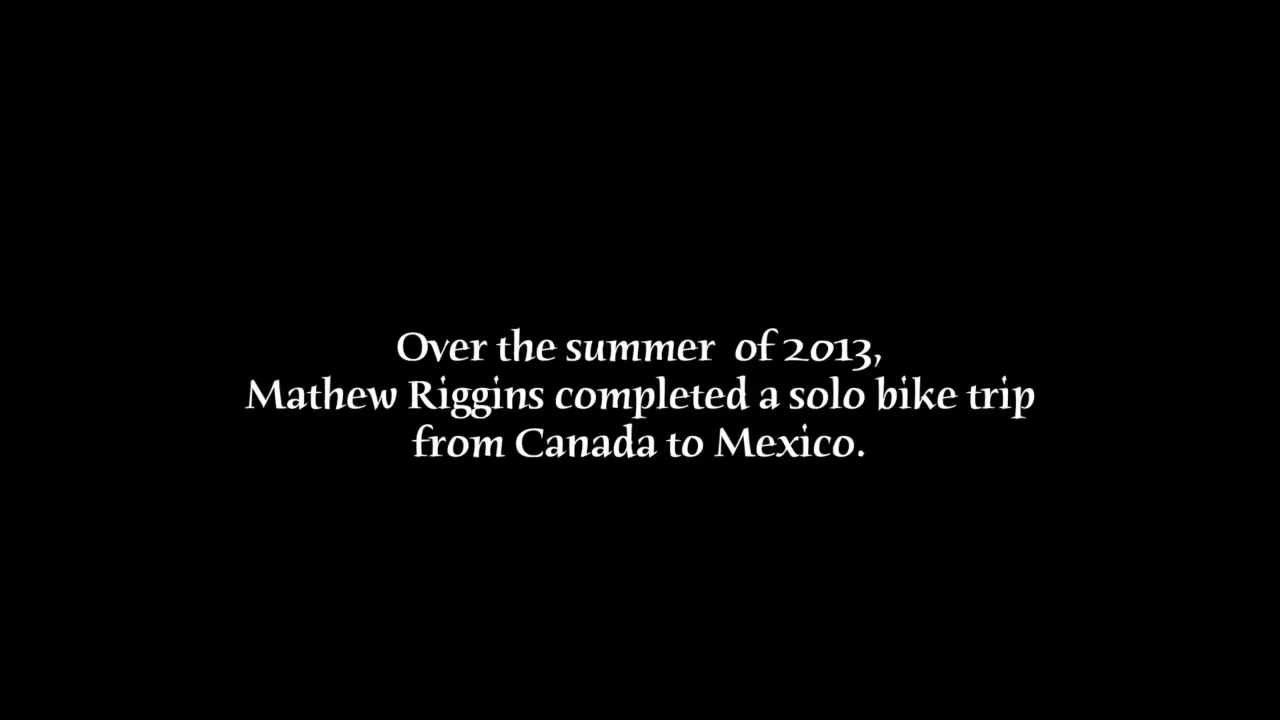 Over the summer  of 2013,
Mathew Riggins completed a solo bike trip
from Canada to Mexico.